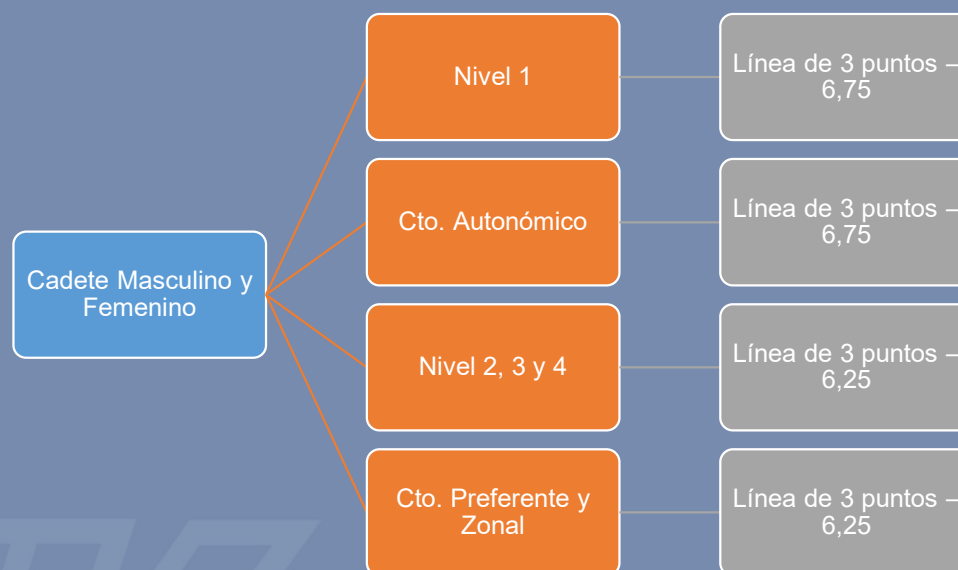 Cadete Masculino y
Femenino
Nivel 1
Línea de 3 puntos –
6,75
Cto. Autonómico
Línea de 3 puntos –
6,75
Nivel 2, 3 y 4
Línea de 3 puntos –
6,25
Cto. Preferente y
Zonal
Línea de 3 puntos –
6,25